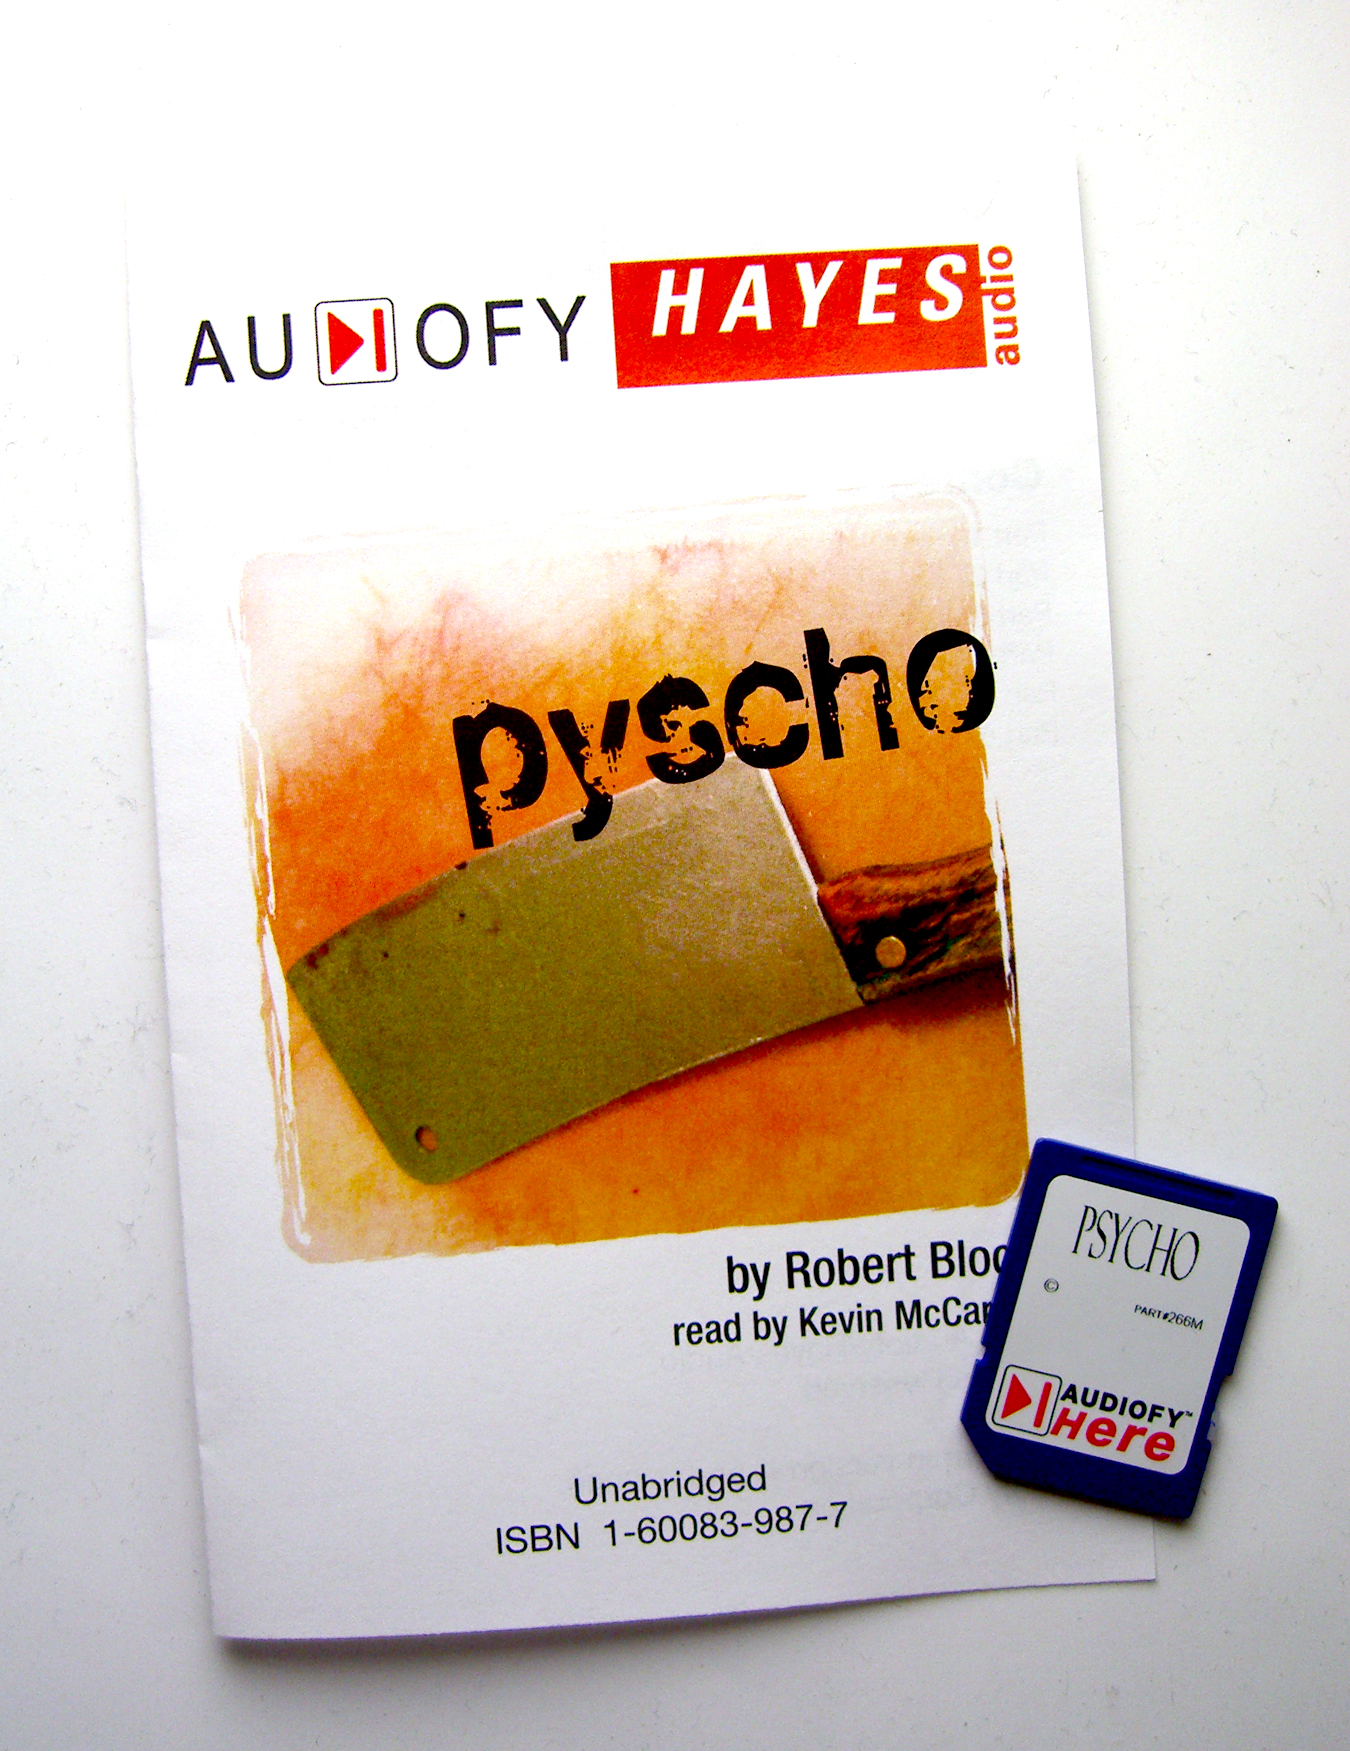 AUDIOFY
HAYES
audio
pyscho
by Robert Bloc
read by Kevin McCar
Unabridged
ISBN 1-60083-987-7
PSYCHO
©
PART#266M
AUDIOFY™
Here